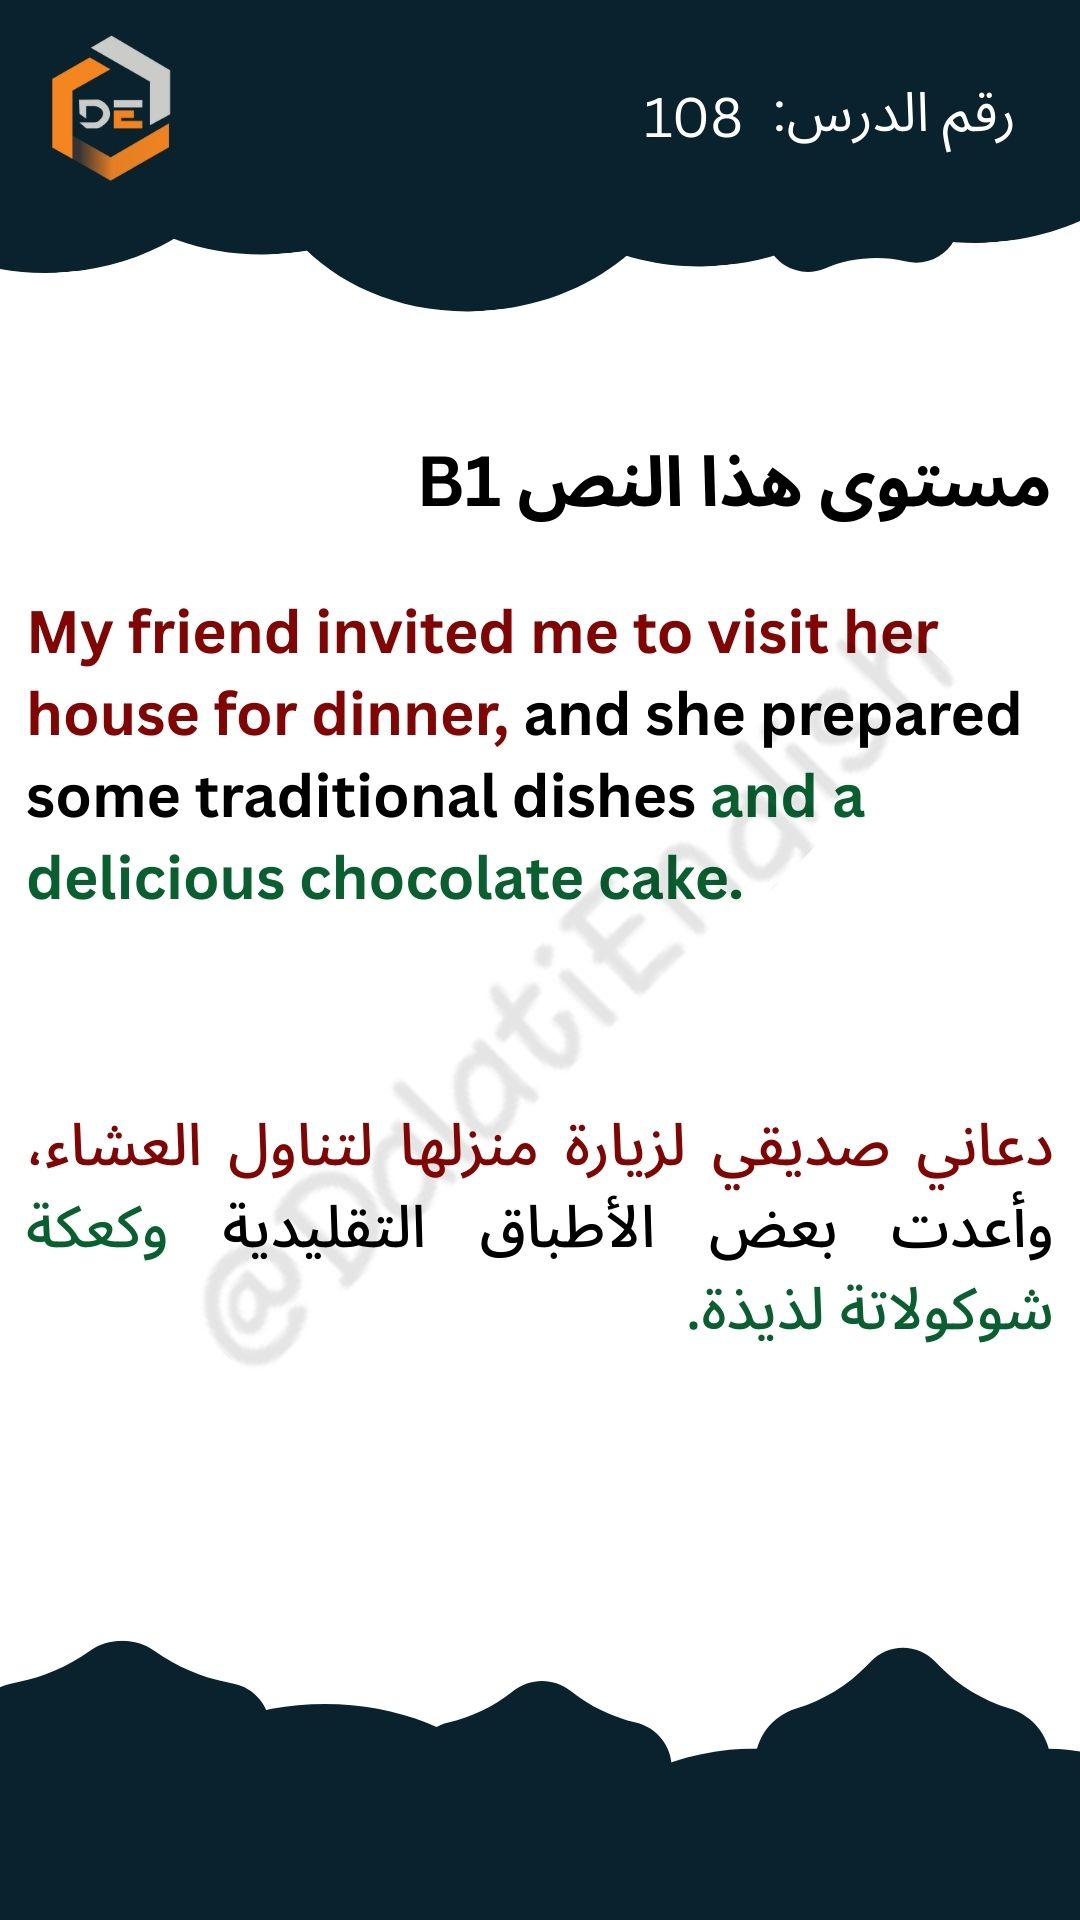 DE
رقم الدرس: 108
مستوى هذا النص B1
My friend invited me to visit her
house for dinner, and she prepared
some traditional dishes and a
delicious chocolate cake.
@DalatiEnglish
دعاني صديقي لزيارة منزلها لتناول العشاء،
وأعدت بعض الأطباق التقليدية وكعكة
شوكولاتة لذيذة.